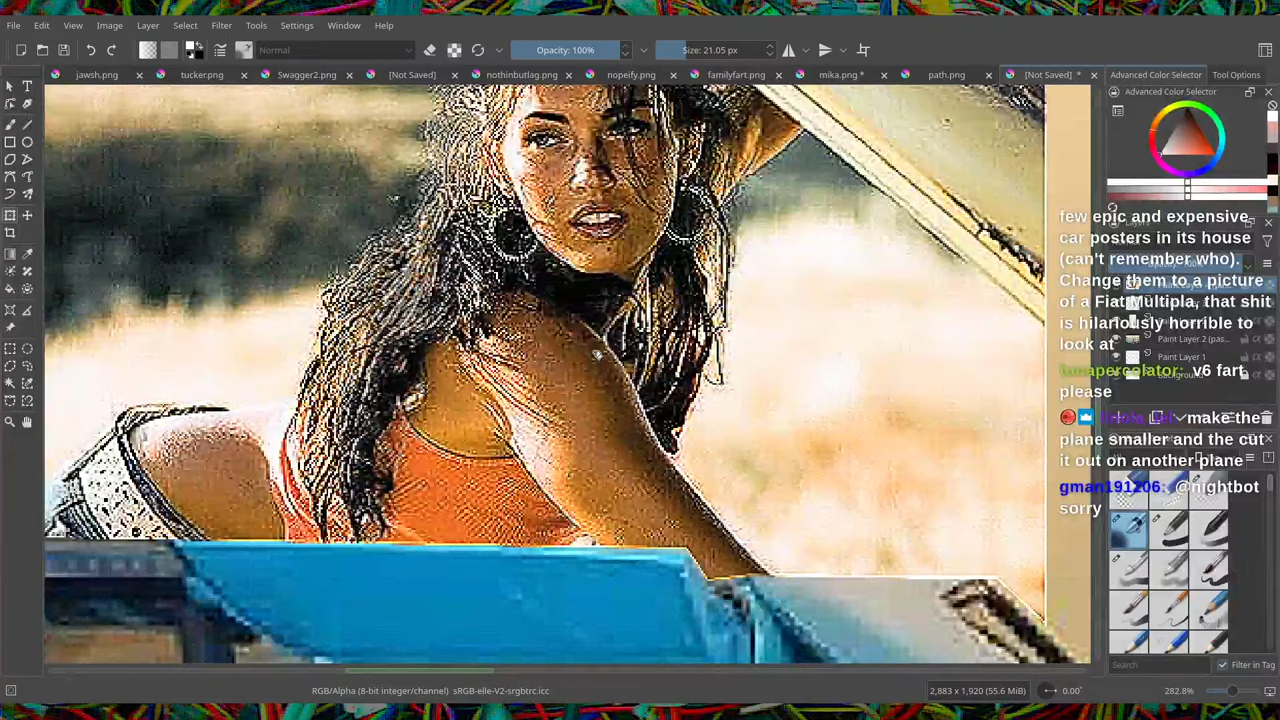 File Edit View Image Layer Select Filter Tools Settings Window Help
Normal Opacity: 100% Size: 21.05 px
jawsh.png tucker.png Swagger2.png [Not Saved] nothinbutlag.png nopeify.png familyfart.png mika.png * path.png [Not Saved] * Advanced Color Selector Tool Options
Advanced Color Selector
few epic and expensive
car posters in its house
(can't remember who).
Change them to a picture
of a Fiat Multipla, that shit
is hilariously horrible to
look at
Paint Layer 2 (pas...
Paint Layer 1
v6 fart
please
make the
plane smaller and the cut
it out on another plane
gman191206: @nightbot
sorry
Search Filter in Tag
RGB/Alpha (8-bit integer/channel) sRGB-elle-V2-srgbtrc.icc 2,883 x 1,920 (55.6 MiB) 0.00° 282.8%